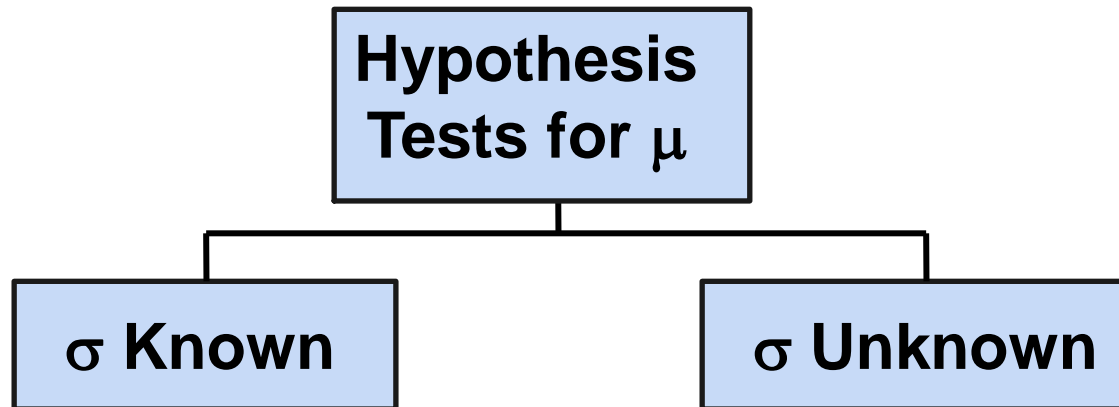 Hypothesis
Tests for μ
σ Known
σ Unknown